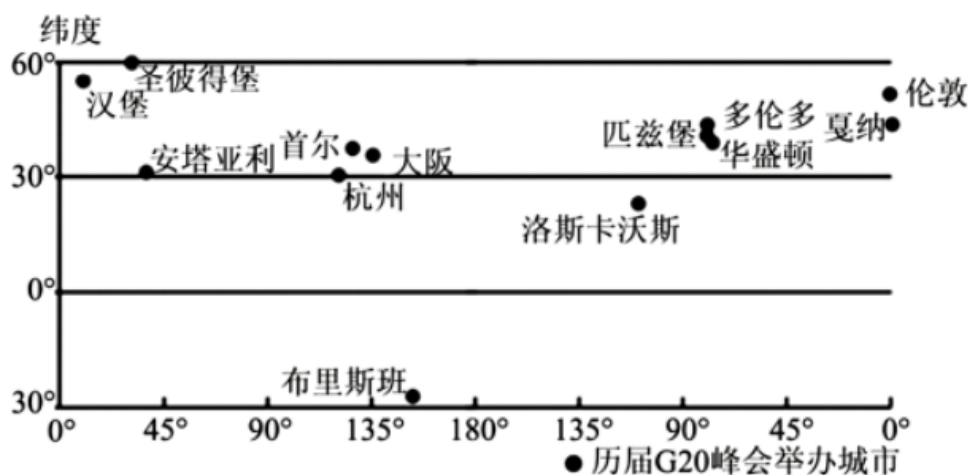 纬度
60°
圣彼得堡
汉堡
伦敦
多伦多
戛纳
匹兹堡
华盛顿
首尔
大阪
安塔亚利
30°
杭州
洛斯卡沃斯
0°
布里斯班
30°
0° 45° 90° 135° 180° 135° 90° 45° 0°
● 历届G20峰会举办城市